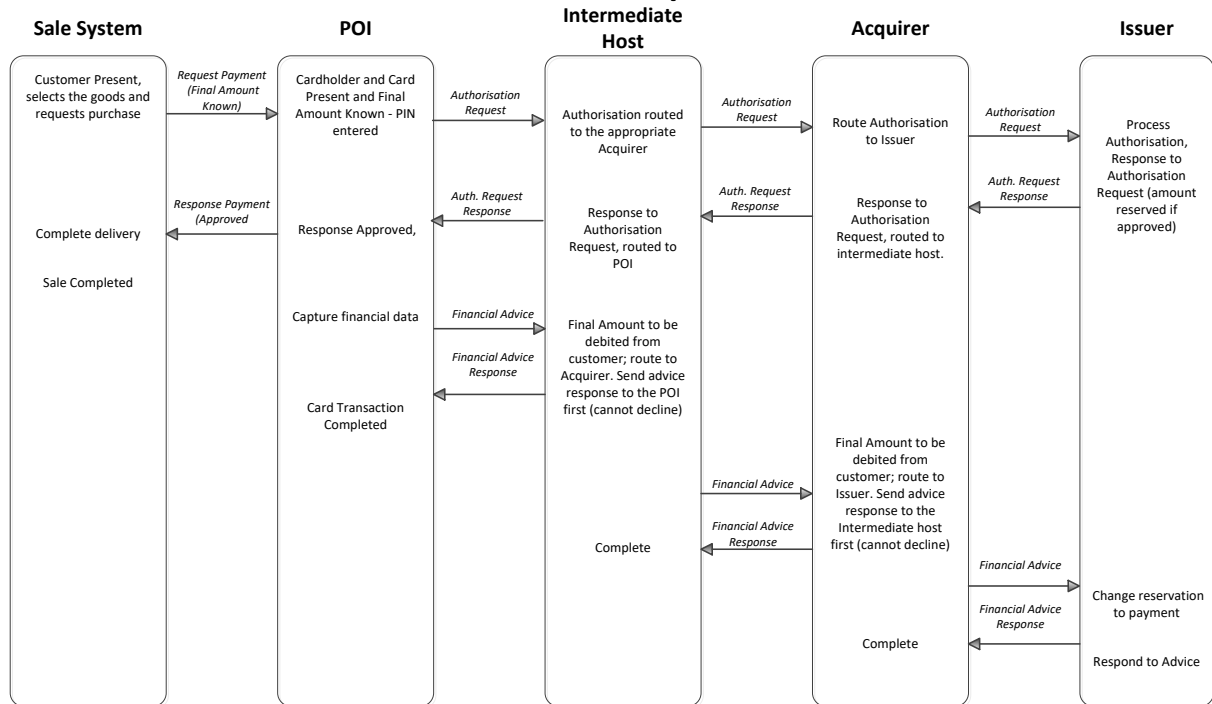 Sale System
POI
Intermediate
Host
Acquirer
Issuer
Customer Present,
selects the goods and
requests purchase
Request Payment
(Final Amount
Known)
Cardholder and Card
Present and Final
Amount Known - PIN
entered
Authorisation
Request
Authorisation routed
to the appropriate
Acquirer
Authorisation
Request
Route Authorisation
to Issuer
Authorisation
Request
Process
Authorisation,
Response to
Authorisation
Request (amount
reserved if
approved)
Auth. Request
Response
Response to
Authorisation
Request, routed to
intermediate host.
Auth. Request
Response
Response to
Authorisation
Request, routed to
POI
Auth. Request
Response
Response Approved,
Response Payment
(Approved
Complete delivery
Sale Completed
Capture financial data
Financial Advice
Final Amount to be
debited from
customer; route to
Acquirer. Send advice
response to the POI
first (cannot decline)
Financial Advice
Response
Card Transaction
Completed
Financial Advice
Final Amount to be
debited from
customer; route to
Issuer. Send advice
response to the
Intermediate host
first (cannot decline)
Financial Advice
Response
Complete
Financial Advice
Change reservation
to payment
Financial Advice
Response
Complete
Respond to Advice